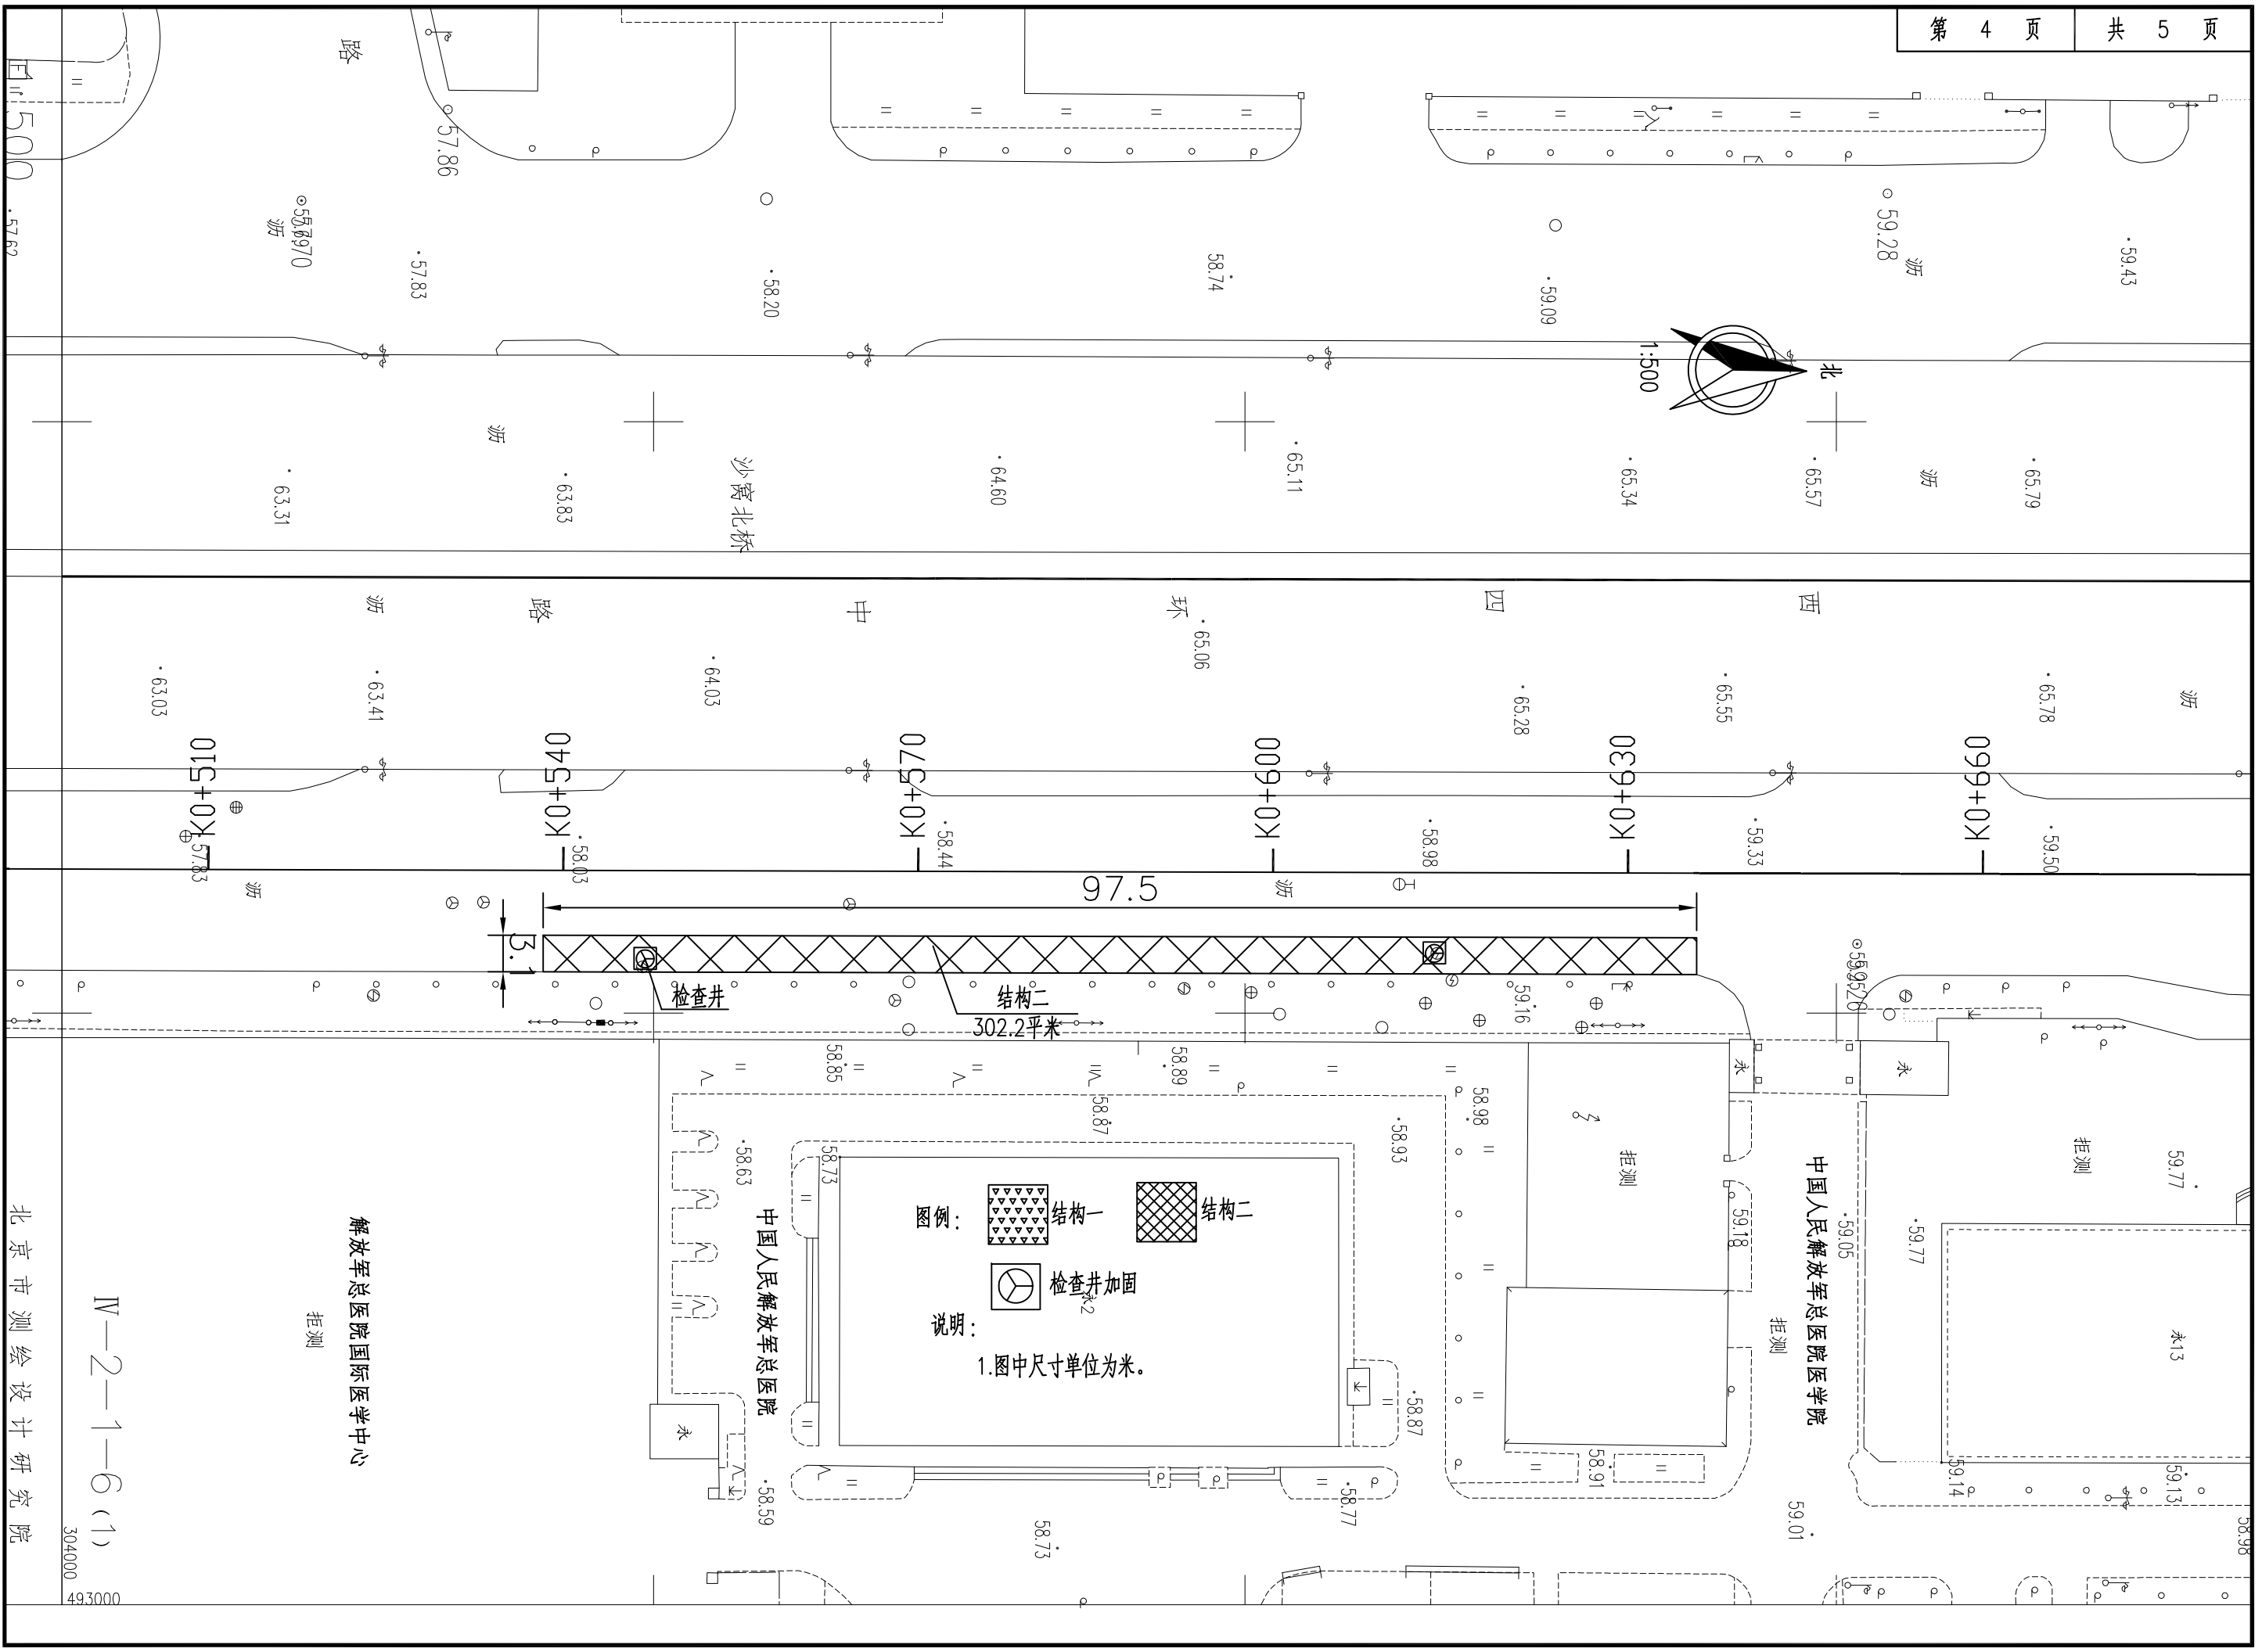 第 4 页 共 5 页
路
57.86
500
57.62
沥
57.83
58.20
58.74
59.09
59.28
沥
59.43
1:500
北
沥
63.31
63.83
沙窝北桥
64.60
65.11
65.34
65.57
沥
65.79
沥
路
中
环
四
西
65.06
63.03
63.41
64.03
65.28
65.55
65.78
沥
K0+510
K0+540
K0+570
K0+600
K0+630
K0+660
57.83
58.03
58.44
58.98
59.33
59.50
沥
97.5
沥
3.1
检查井
结构二
302.2平米
59.16
58.85
58.89
永
永
58.87
58.93
58.98
58.63
58.73
拒测
拒测
59.77
图例：
结构一
结构二
检查井加固
永2
说明：
1.图中尺寸单位为米。
59.18
59.05
59.77
中国人民解放军总医院医学院
中国人民解放军总医院
解放军总医院国际医学中心
拒测
拒测
永13
永
58.87
58.91
58.59
58.77
58.73
59.14
59.13
59.01
58.98
北京市测绘设计研究院
Ⅳ—2—1—6(1)
304000
493000